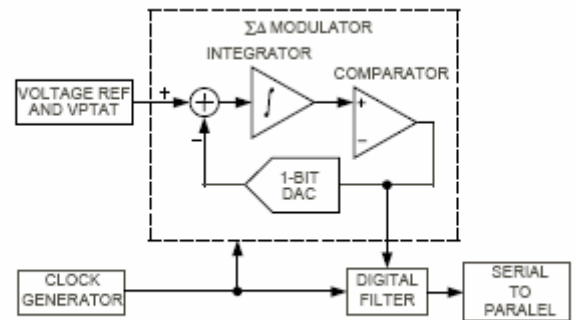 ΣΔ MODULATOR
INTEGRATOR
COMPARATOR
VOLTAGE REF
AND VPTAT
+
+
∫
+
−
−
1-BIT
DAC
CLOCK
GENERATOR
DIGITAL
FILTER
SERIAL
TO
PARALEL